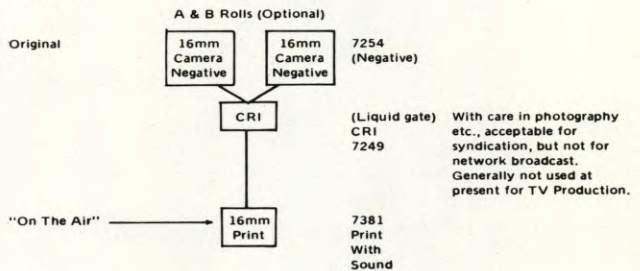 A & B Rolls (Optional)
Original
16mm
Camera
Negative
16mm
Camera
Negative
7254
(Negative)
CRI
(Liquid gate)
CRI
7249
With care in photography
etc., acceptable for
syndication, but not for
network broadcast.
Generally not used at
present for TV Production.
"On The Air"
16mm
Print
7381
Print
With
Sound